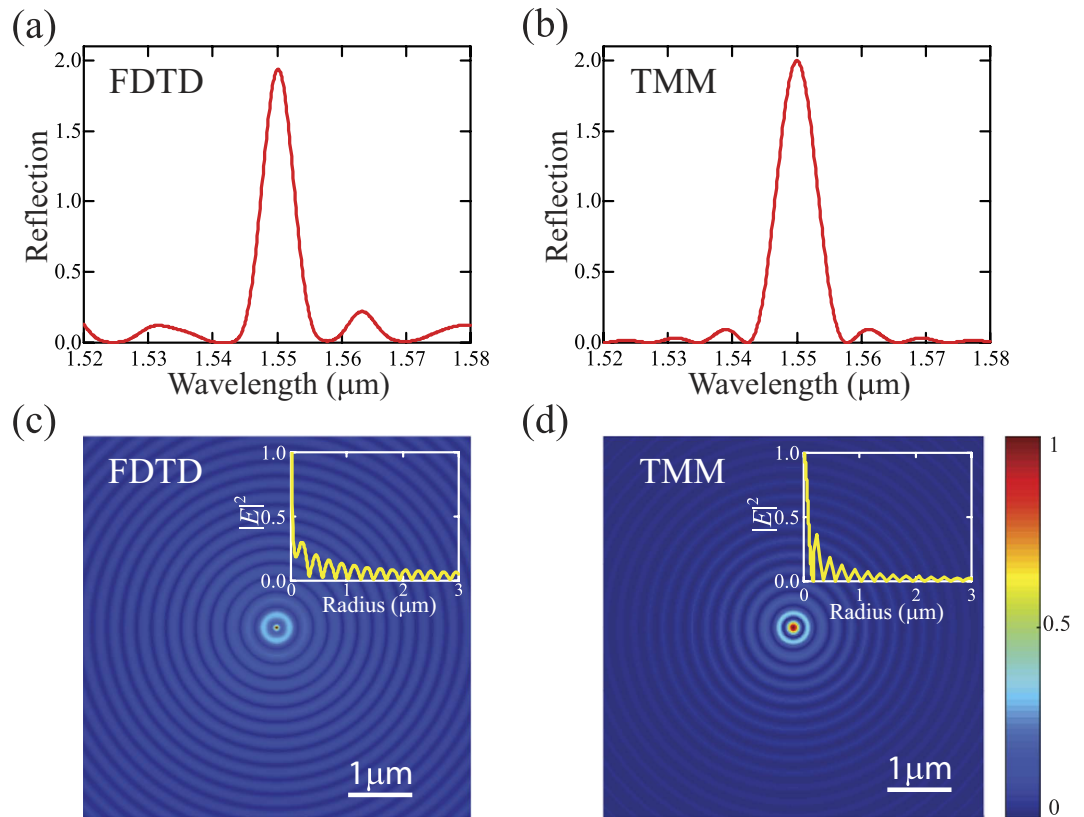 (a)
FDTD
Reflection
2.0
1.5
1.0
0.5
0.0
1.52 1.53 1.54 1.55 1.56 1.57 1.58
Wavelength (μm)
(b)
TMM
Reflection
2.0
1.5
1.0
0.5
0.0
1.52 1.53 1.54 1.55 1.56 1.57 1.58
Wavelength (μm)
(c)
FDTD
|E|²
1.0
0.5
0.0
0 1 2 3
Radius (μm)
1μm
(d)
TMM
|E|²
1.0
0.5
0.0
0 1 2 3
Radius (μm)
1μm
1
0.5
0